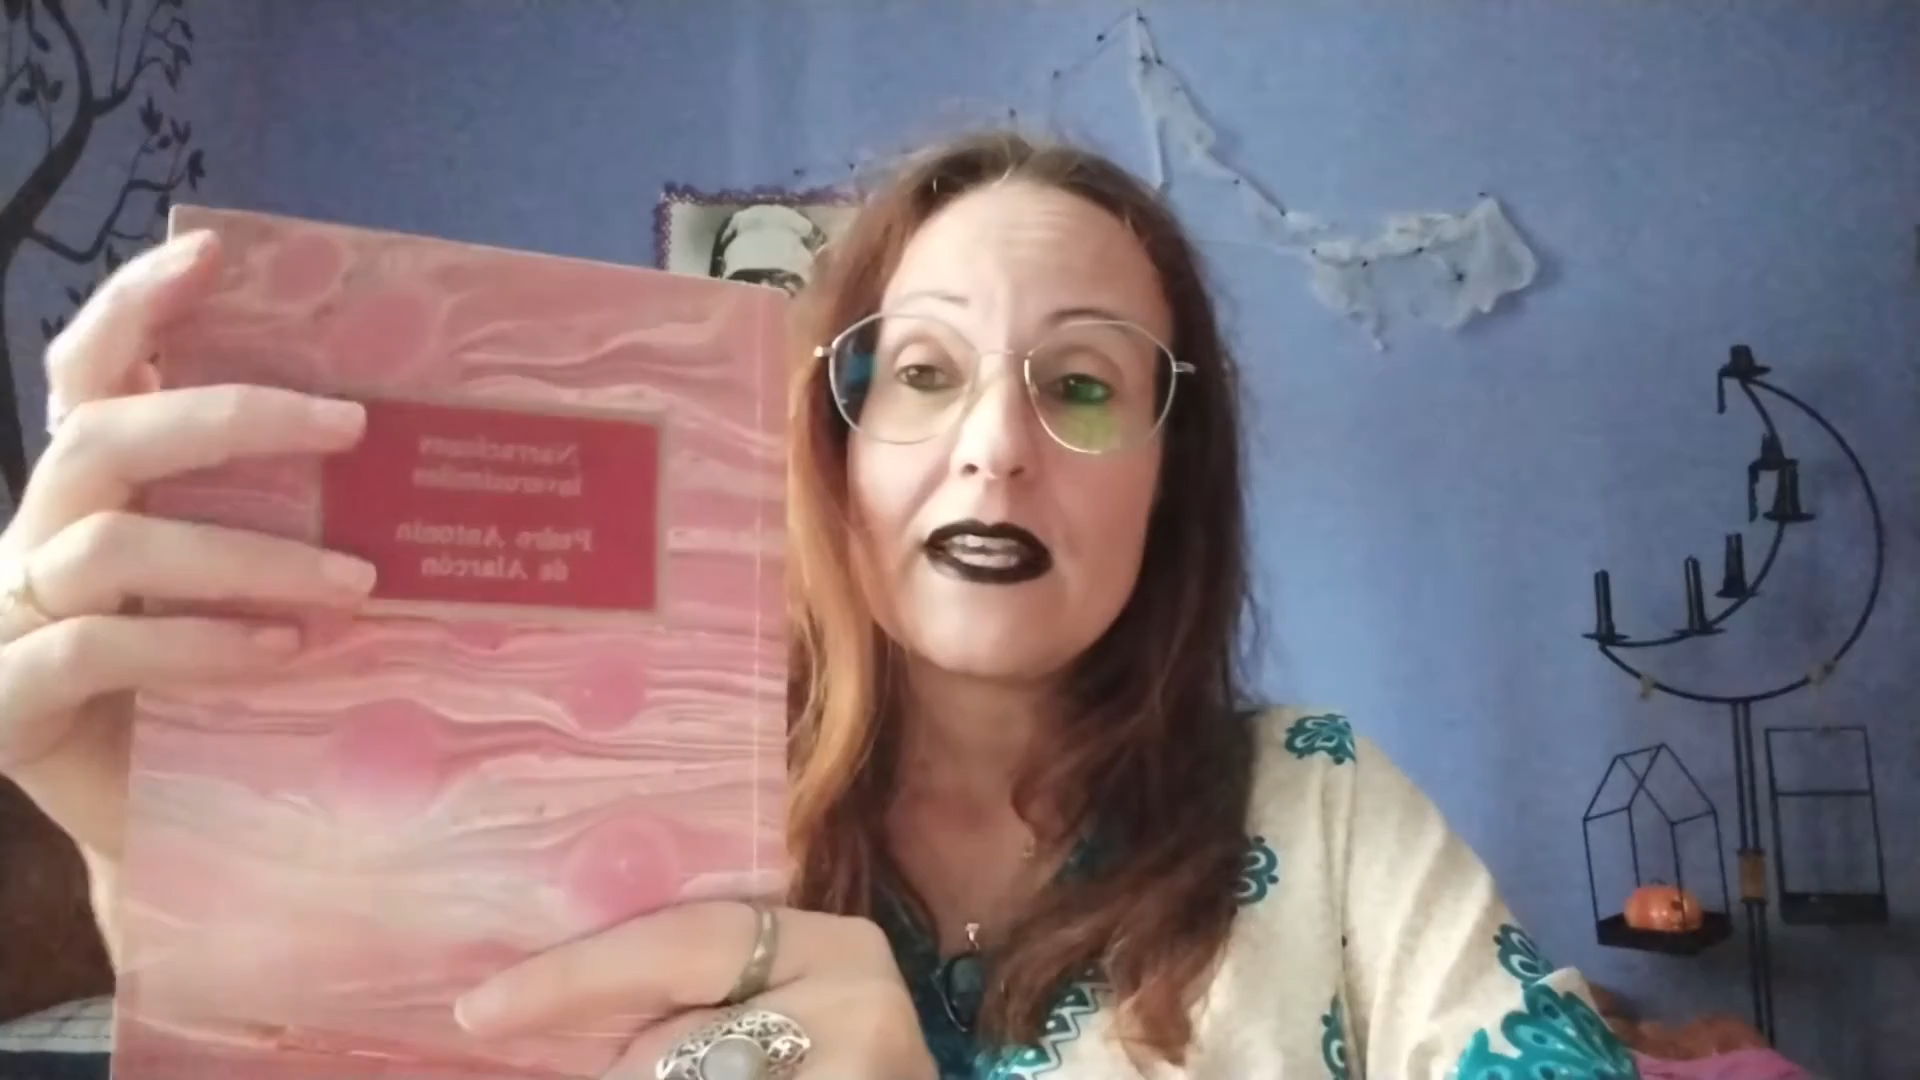 Narraciones
inverosímiles
Pedro Antonio
de Alarcón